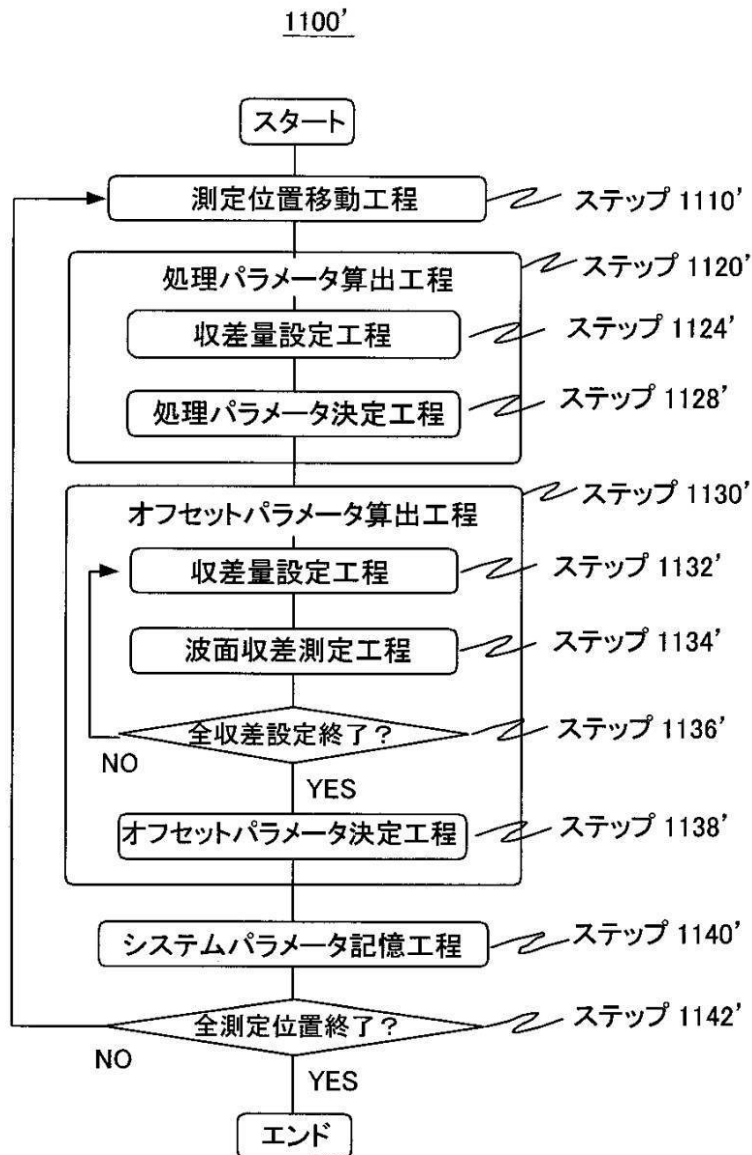 1100’
スタート
測定位置移動工程
ステップ 1110’
処理パラメータ算出工程
ステップ 1120’
収差量設定工程
ステップ 1124’
処理パラメータ決定工程
ステップ 1128’
オフセットパラメータ算出工程
ステップ 1130’
収差量設定工程
ステップ 1132’
波面収差測定工程
ステップ 1134’
全収差設定終了？
ステップ 1136’
NO
YES
オフセットパラメータ決定工程
ステップ 1138’
システムパラメータ記憶工程
ステップ 1140’
全測定位置終了？
ステップ 1142’
NO
YES
エンド